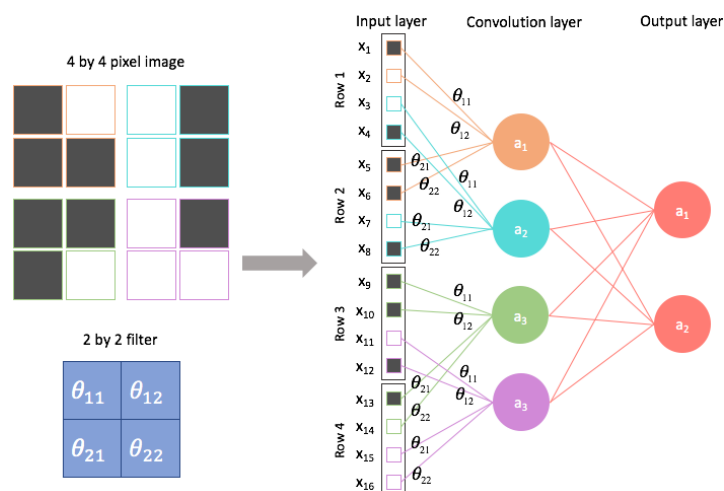 Input layer
Convolution layer
Output layer
4 by 4 pixel image
Row 1
x1
x2
x3
x4
θ11
θ12
Row 2
x5
x6
x7
x8
θ21
θ22
θ11
θ12
θ21
θ22
Row 3
x9
x10
x11
x12
θ11
θ12
θ11
θ12
Row 4
x13
x14
x15
x16
θ21
θ22
θ21
θ22
a1
a2
a3
a3
a1
a2
2 by 2 filter
θ11 θ12
θ21 θ22